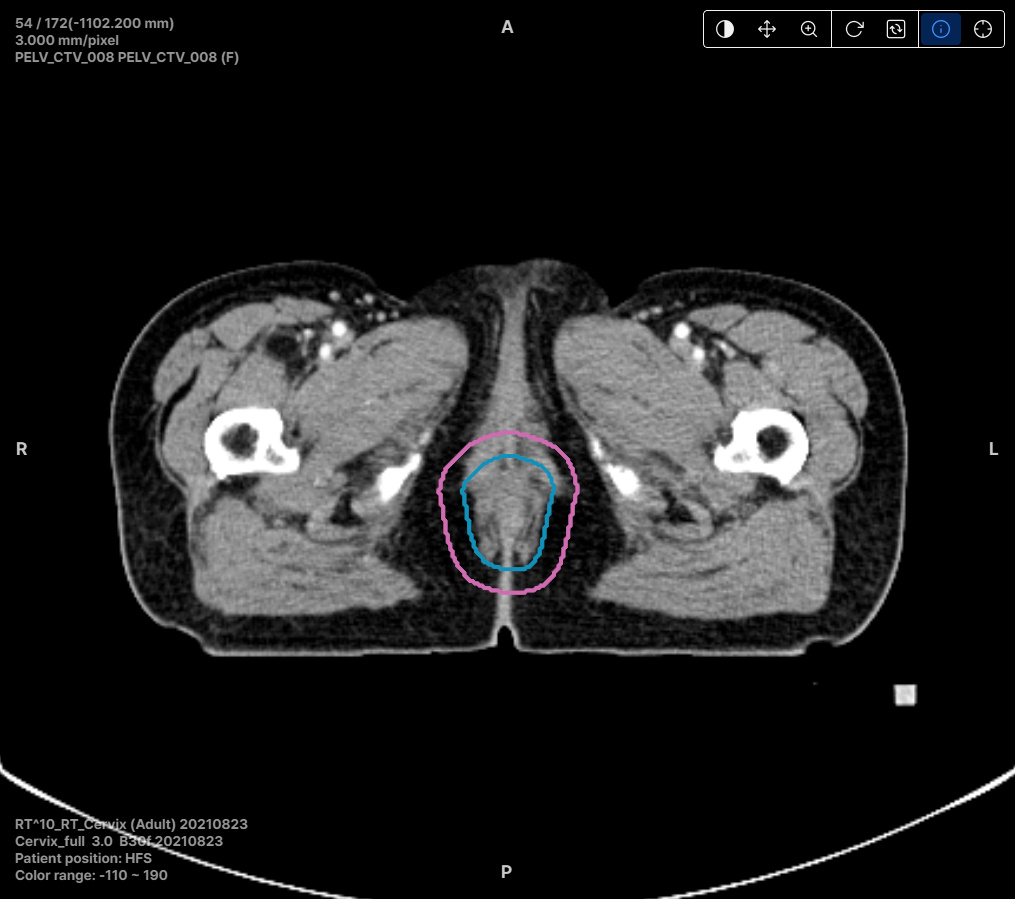 54 / 172(-1102.200 mm)
3.000 mm/pixel
PELV_CTV_008 PELV_CTV_008 (F)
A
R
L
RT^10_RT_Cervix (Adult) 20210823
Cervix_full 3.0 B30f 20210823
Patient position: HFS
Color range: -110 ~ 190
P